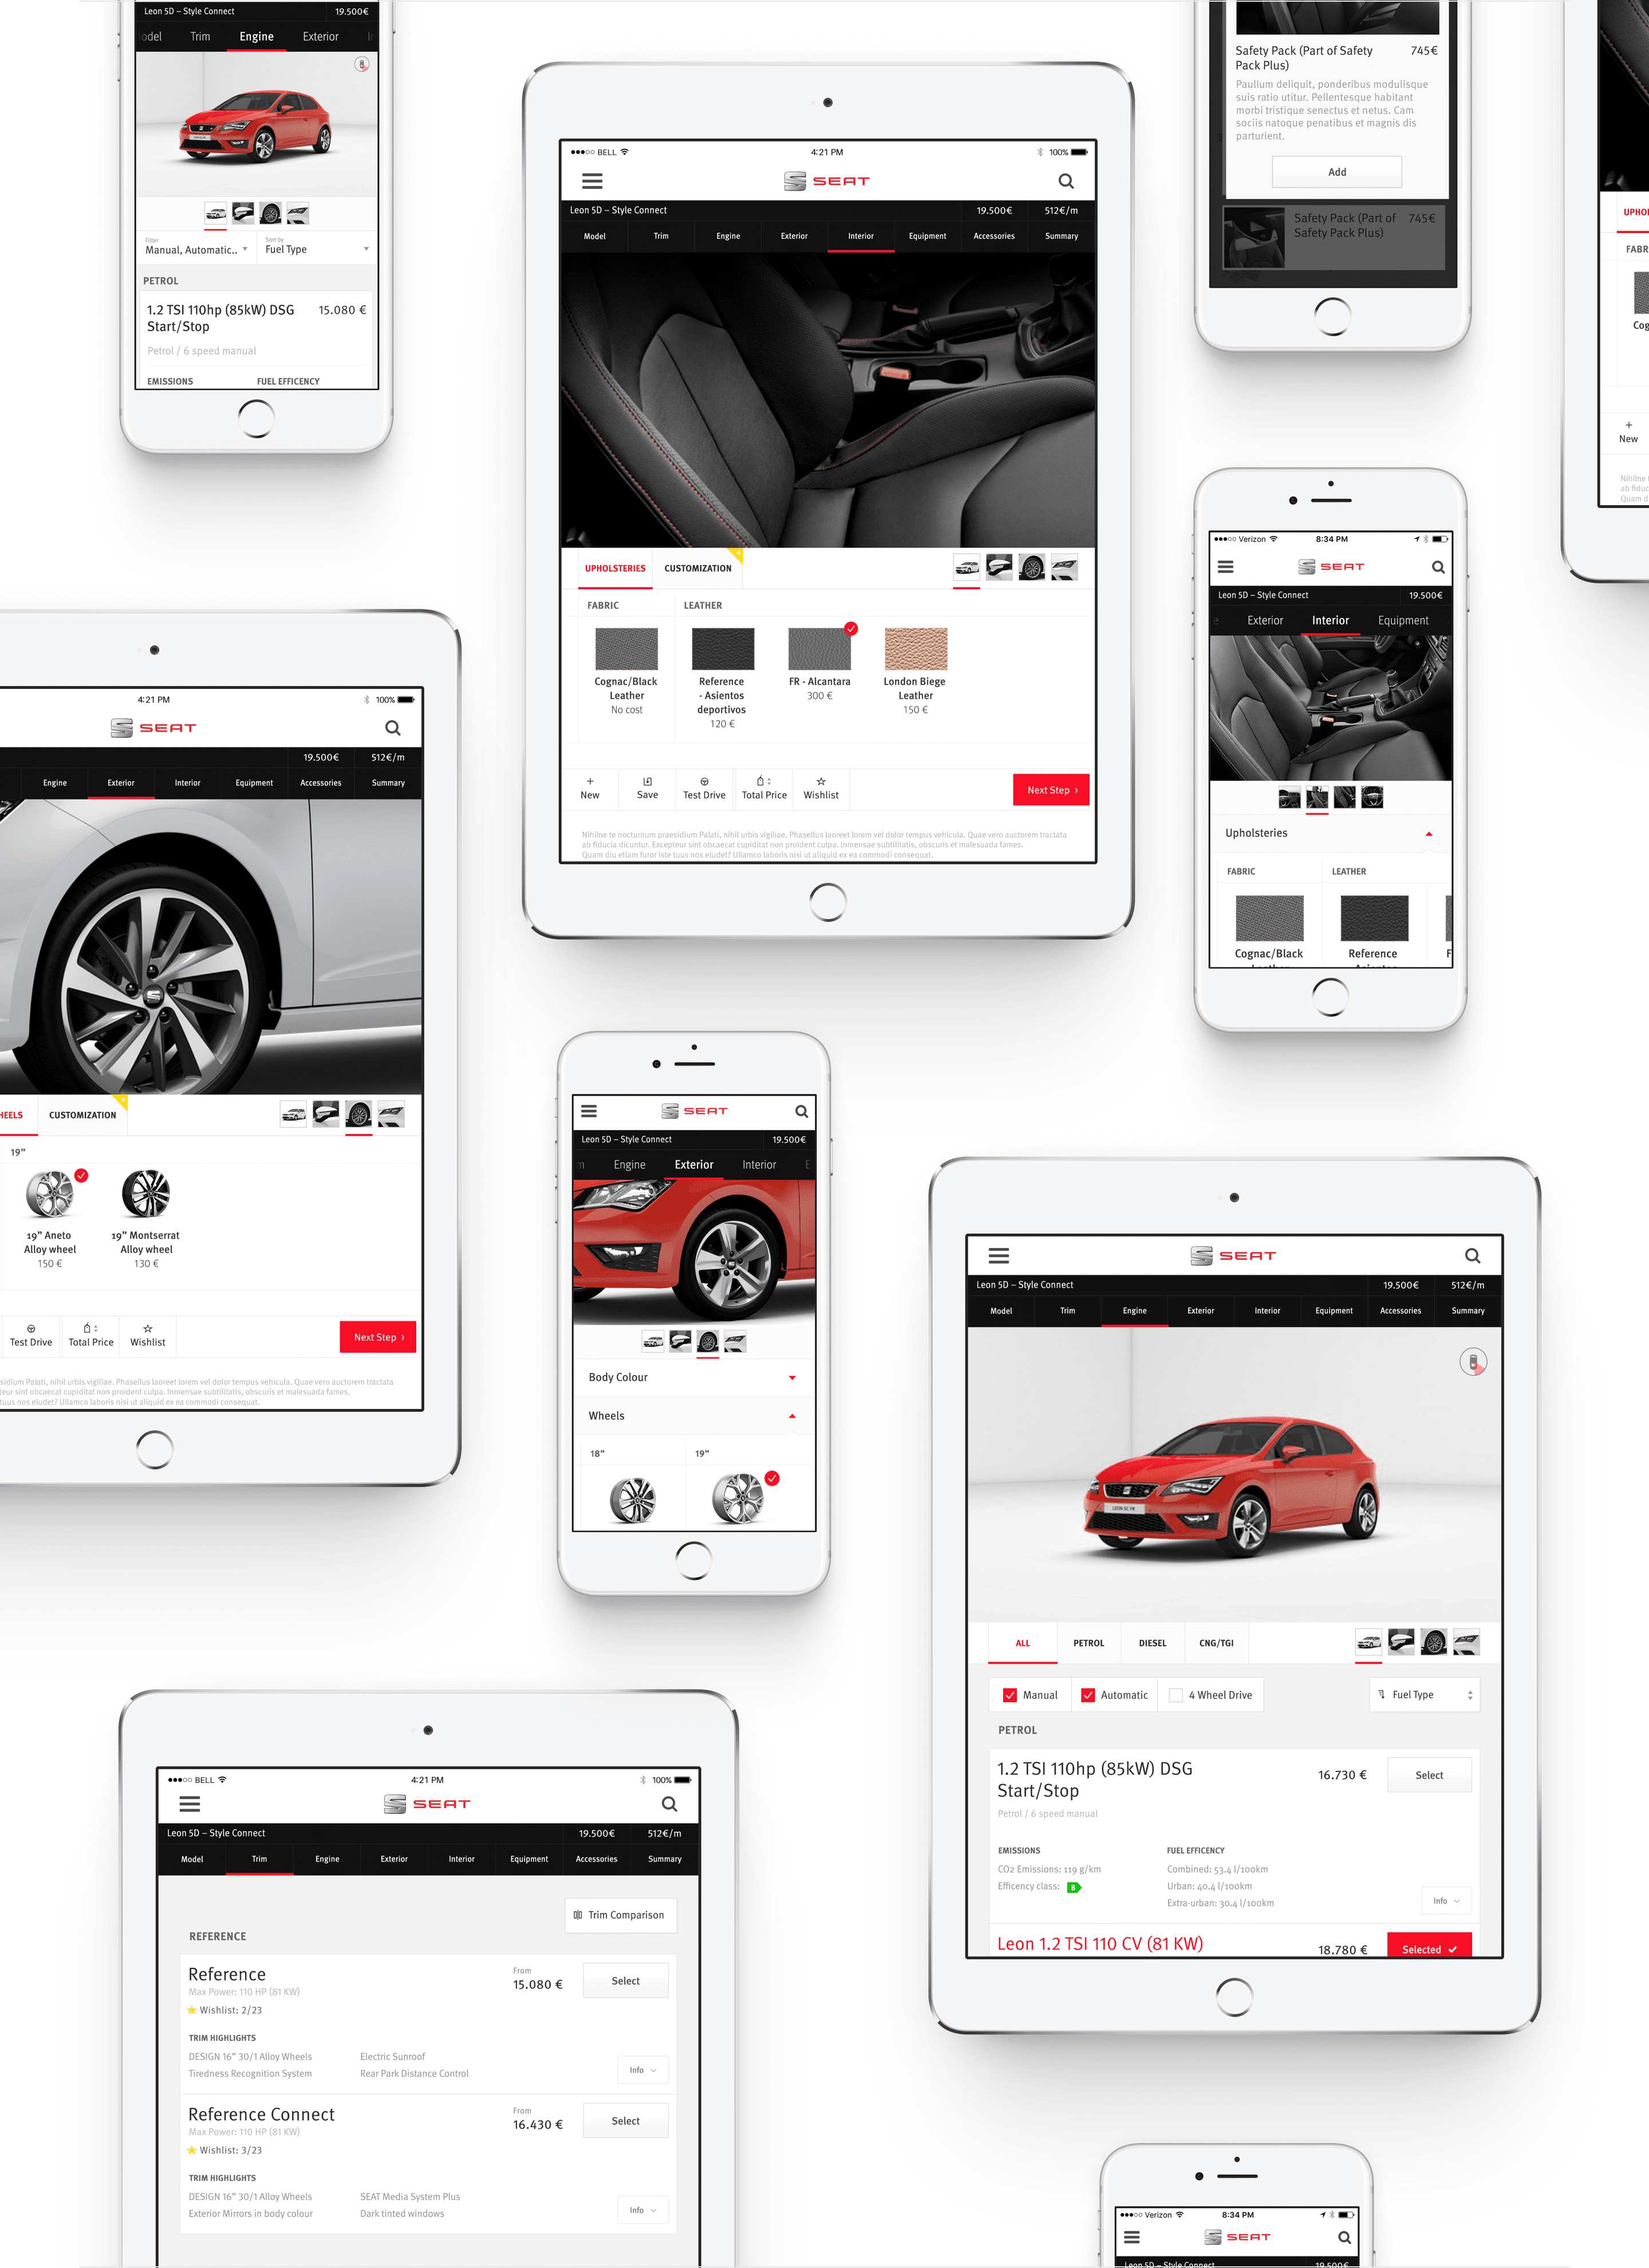 Leon 5D – Style Connect 19.500€
odel Trim Engine Exterior
Filter
Manual, Automatic..
Sort by
Fuel Type
PETROL
1.2 TSI 110hp (85kW) DSG
Start/Stop
15.080 €
Petrol / 6 speed manual
EMISSIONS FUEL EFFICENCY
BELL 4:21 PM 100%
SEAT
Leon 5D – Style Connect 19.500€ 512€/m
Model Trim Engine Exterior Interior Equipment Accessories Summary
UPHOLSTERIES CUSTOMIZATION
FABRIC LEATHER
Cognac/Black
Leather
No cost
Reference
- Asientos
deportivos
120 €
FR - Alcantara
300 €
London Biege
Leather
150 €
New Save Test Drive Total Price Wishlist Next Step ›
Nihilne te nocturnum praesidium Palati, nihil urbis vigiliae. Phasellus laoreet lorem vel dolor tempus vehicula. Quae vero auctorem tractata
ab fiducia dicuntur. Excepteur sint obcaecat cupiditat non proident culpa. Inmensae subtilitatis, obscuris et malesuada fames.
Quam diu etiam furor iste tuus nos eludet? Ullamco laboris nisi ut aliquid ex ea commodi consequat.
Safety Pack (Part of Safety
Pack Plus)
745€
Paullum deliquit, ponderibus modulisque
suis ratio utitur. Pellentesque habitant
morbi tristique senectus et netus. Cam
sociis natoque penatibus et magnis dis
parturient.
Add
Safety Pack (Part of
Safety Pack Plus)
745€
UPHO
FABR
Cog
New
Nihilne
ab fiduc
Quam d
4:21 PM 100%
SEAT
19.500€ 512€/m
Engine Exterior Interior Equipment Accessories Summary
HEELS CUSTOMIZATION
19”
19” Aneto
Alloy wheel
150 €
19” Montserrat
Alloy wheel
130 €
Test Drive Total Price Wishlist Next Step ›
sidium Palati, nihil urbis vigiliae. Phasellus laoreet lorem vel dolor tempus vehicula. Quae vero auctorem tractata
teur sint obcaecat cupiditat non proident culpa. Inmensae subtilitatis, obscuris et malesuada fames.
tuus nos eludet? Ullamco laboris nisi ut aliquid ex ea commodi consequat.
Verizon 8:34 PM
SEAT
Leon 5D – Style Connect 19.500€
Exterior Interior Equipment
Upholsteries
FABRIC LEATHER
Cognac/Black Reference F
SEAT
Leon 5D – Style Connect 19.500€
m Engine Exterior Interior E
Body Colour
Wheels
18” 19”
SEAT
Leon 5D – Style Connect 19.500€ 512€/m
Model Trim Engine Exterior Interior Equipment Accessories Summary
LEON SC FR
ALL PETROL DIESEL CNG/TGI
Manual Automatic 4 Wheel Drive Fuel Type
PETROL
1.2 TSI 110hp (85kW) DSG
Start/Stop
16.730 € Select
Petrol / 6 speed manual
EMISSIONS FUEL EFFICENCY
CO2 Emissions: 119 g/km Combined: 53.4 l/100km
Efficency class: B Urban: 40.4 l/100km
Extra-urban: 30.4 l/100km
Info
Leon 1.2 TSI 110 CV (81 KW) 18.780 € Selected
BELL 4:21 PM 100%
SEAT
Leon 5D – Style Connect 19.500€ 512€/m
Model Trim Engine Exterior Interior Equipment Accessories Summary
Trim Comparison
REFERENCE
Reference From
15.080 € Select
Max Power: 110 HP (81 KW)
Wishlist: 2/23
TRIM HIGHLIGHTS
DESIGN 16” 30/1 Alloy Wheels Electric Sunroof
Tiredness Recognition System Rear Park Distance Control
Info
Reference Connect From
16.430 € Select
Max Power: 110 HP (81 KW)
Wishlist: 3/23
TRIM HIGHLIGHTS
DESIGN 16” 30/1 Alloy Wheels SEAT Media System Plus
Exterior Mirrors in body colour Dark tinted windows
Info
Verizon 8:34 PM
SEAT
Leon 5D – Style Connect 19.500€